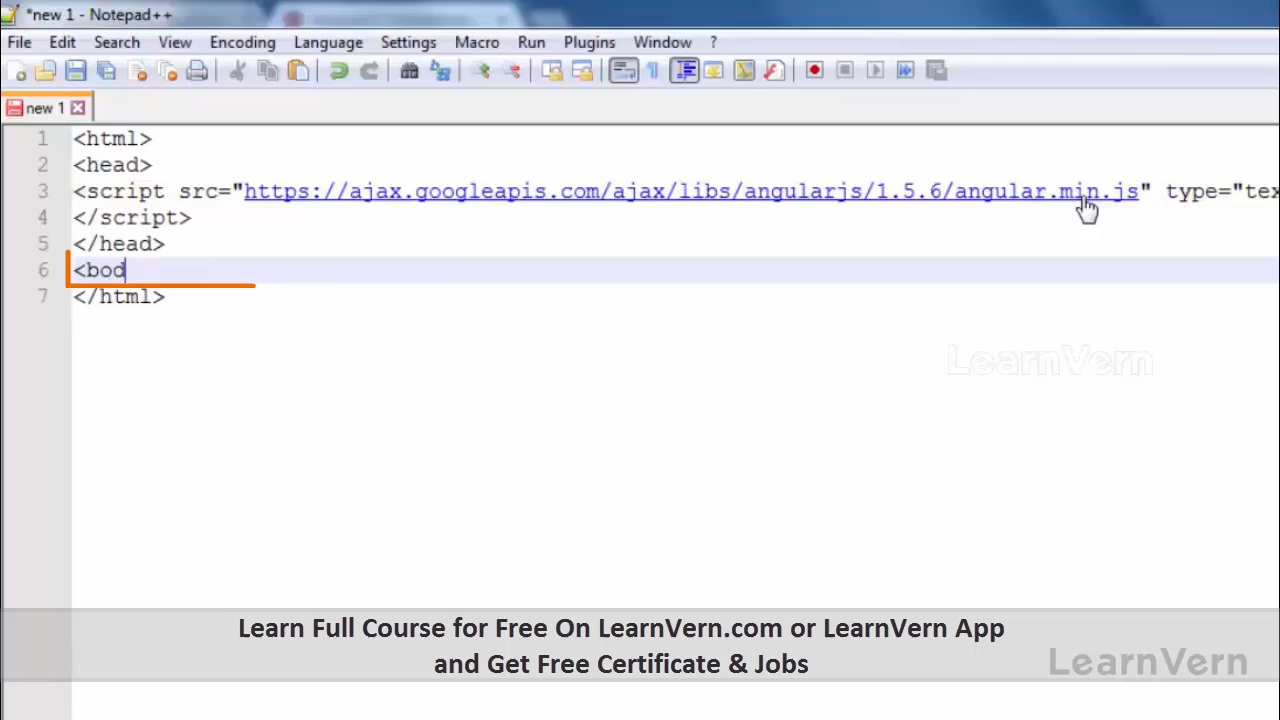 *new 1 - Notepad++
File Edit Search View Encoding Language Settings Macro Run Plugins Window ?
new 1
1 <html>
2 <head>
3 <script src="https://ajax.googleapis.com/ajax/libs/angularjs/1.5.6/angular.min.js" type="tex
4 </script>
5 </head>
6 <bod
7 </html>
LearnVern
Learn Full Course for Free On LearnVern.com or LearnVern App
and Get Free Certificate & Jobs
LearnVern